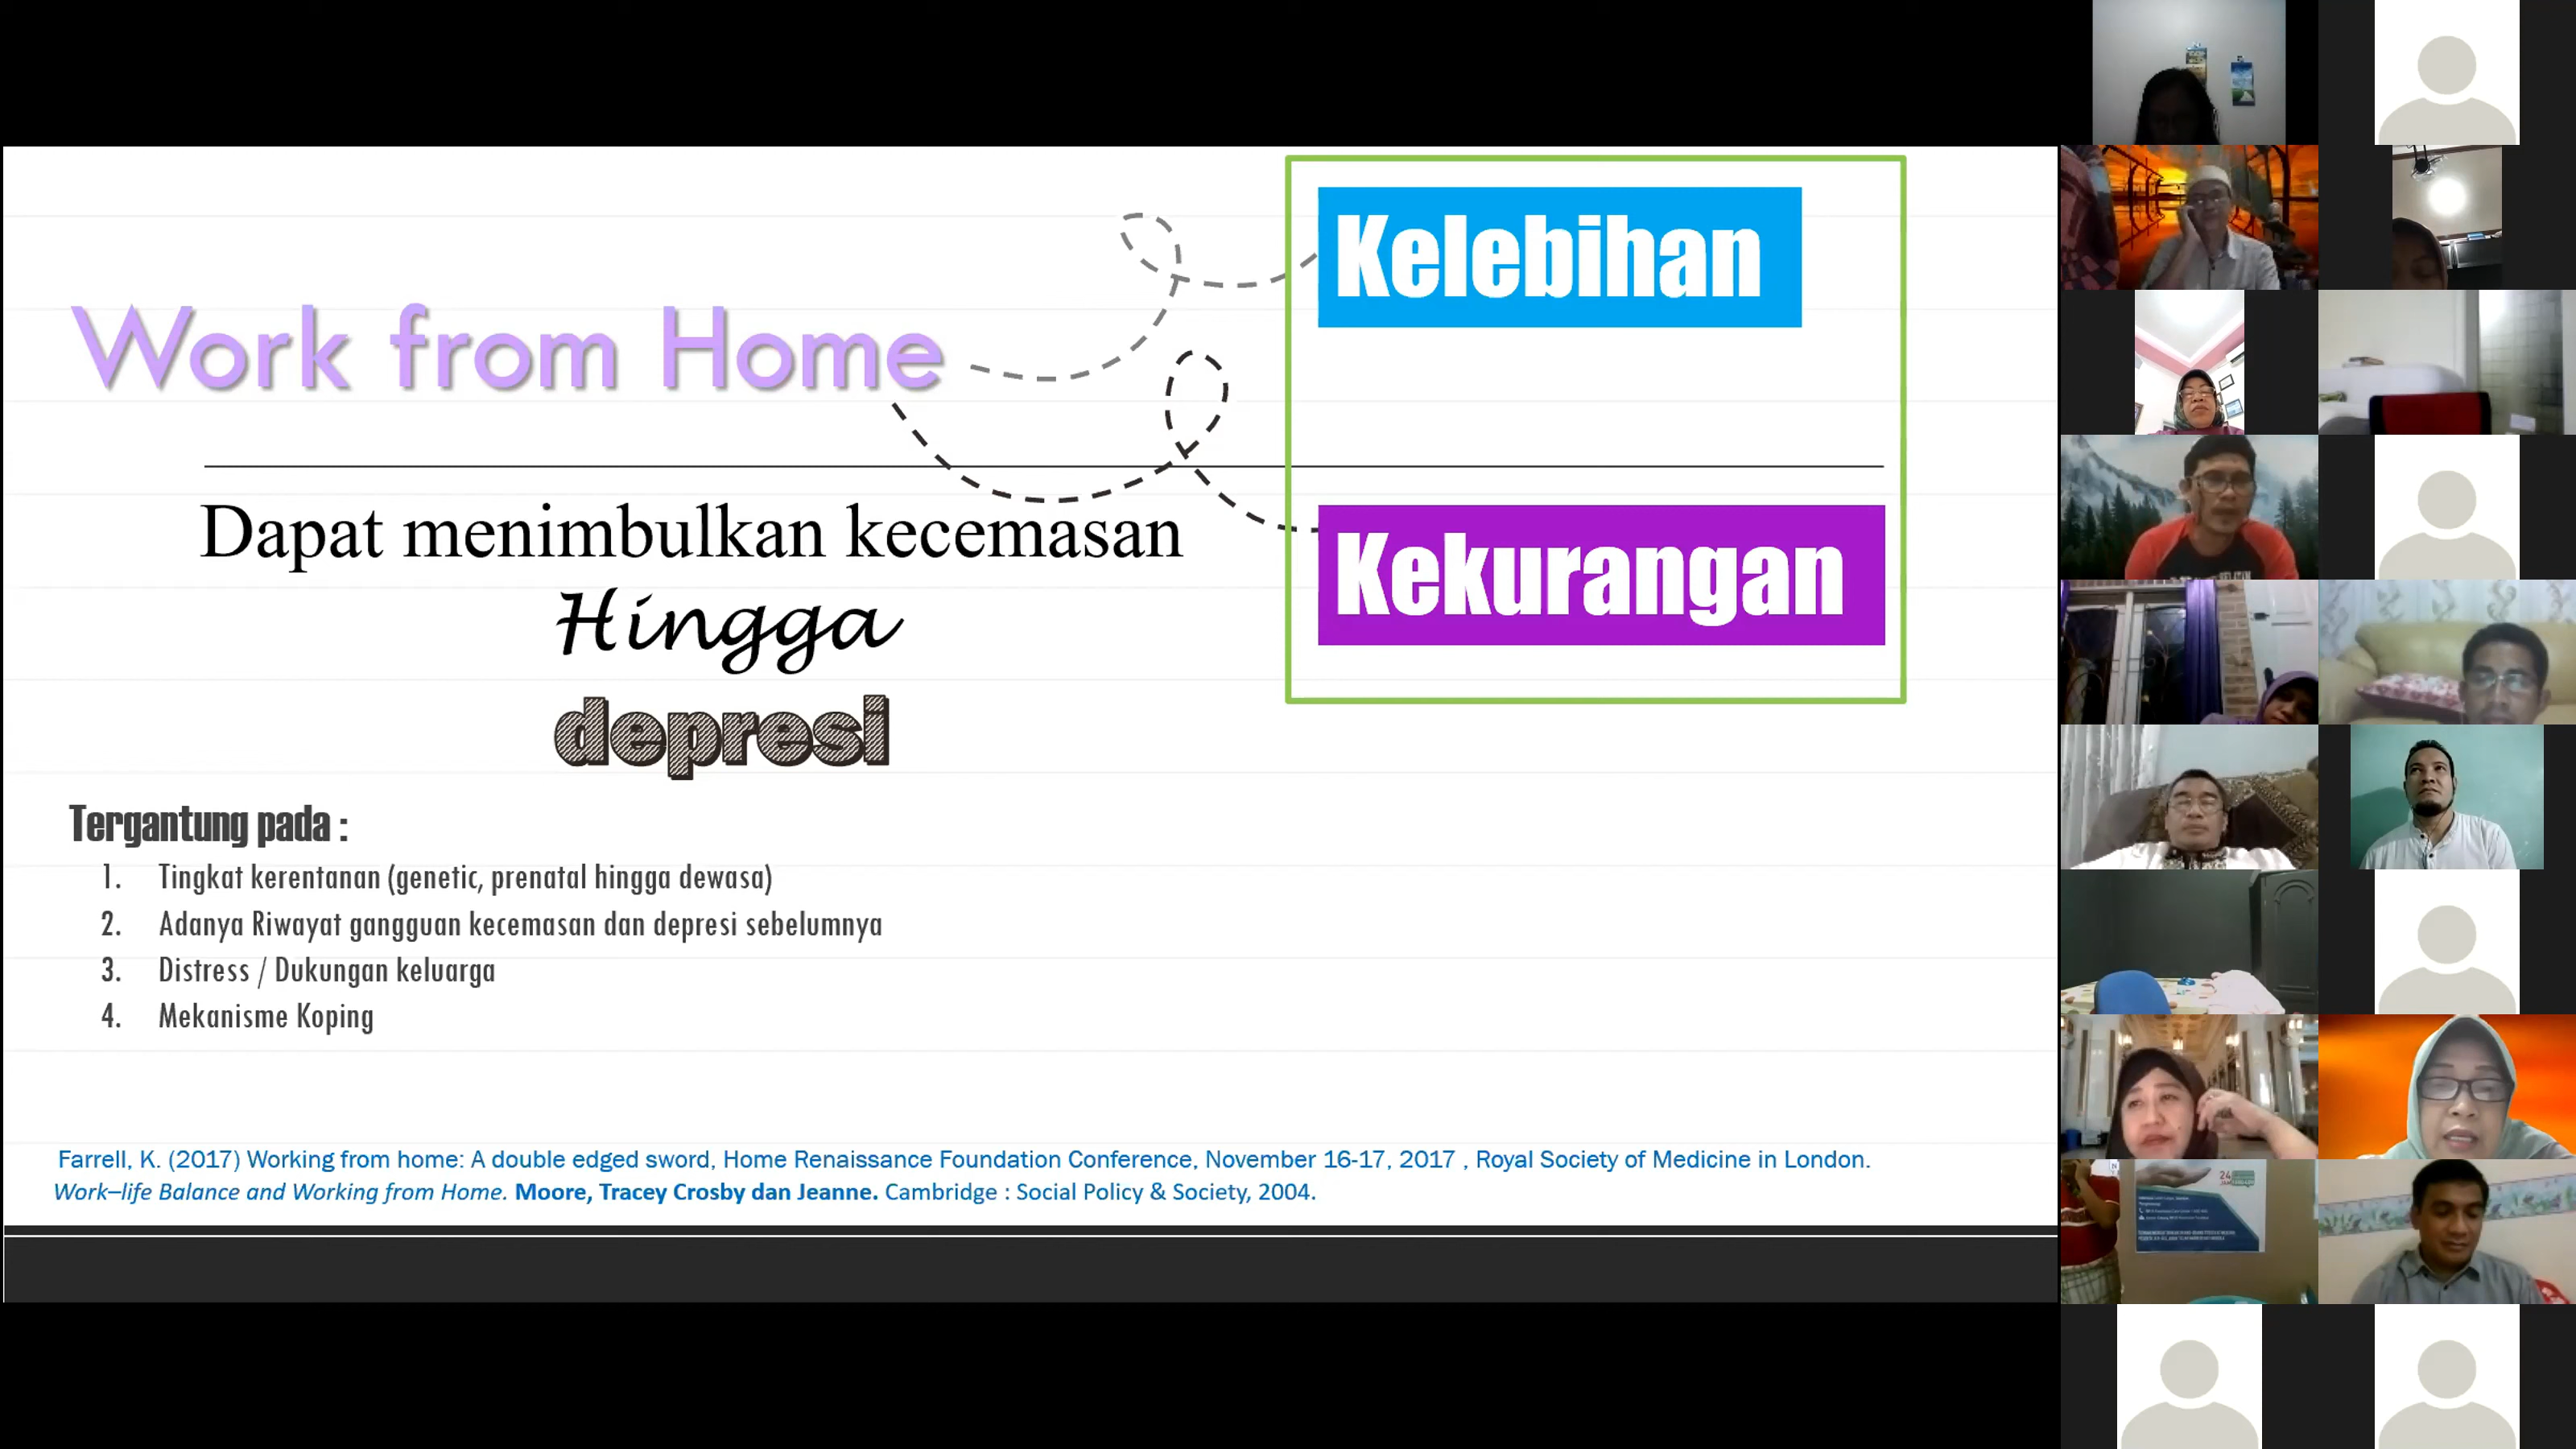 Work from Home
Kelebihan
Kekurangan
Dapat menimbulkan kecemasan
Hingga
depresi
Tergantung pada :
1. Tingkat kerentanan (genetic, prenatal hingga dewasa)
2. Adanya Riwayat gangguan kecemasan dan depresi sebelumnya
3. Distress / Dukungan keluarga
4. Mekanisme Koping
Farrell, K. (2017) Working from home: A double edged sword, Home Renaissance Foundation Conference, November 16-17, 2017 , Royal Society of Medicine in London.
Work–life Balance and Working from Home. Moore, Tracey Crosby dan Jeanne. Cambridge : Social Policy & Society, 2004.
24